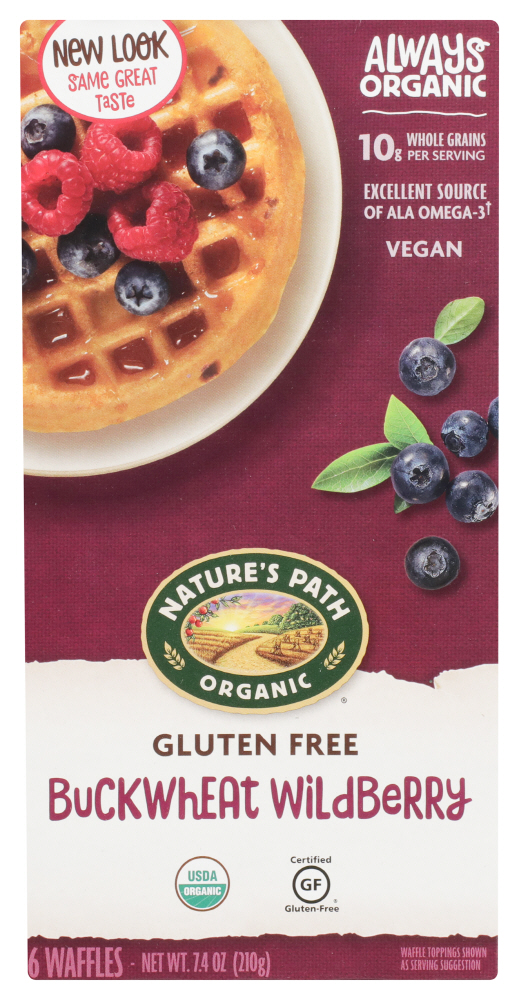 NEW LOOK
SAME GREAT
TASTE
ALWAYS
ORGANIC
10g WHOLE GRAINS
PER SERVING
EXCELLENT SOURCE
OF ALA OMEGA-3†
VEGAN
NATURE'S PATH
ORGANIC
®
GLUTEN FREE
BUCKWHEAT WILDBERRY
USDA
ORGANIC
Certified
GF
®
Gluten-Free
6 WAFFLES - NET WT. 7.4 OZ (210g)
WAFFLE TOPPINGS SHOWN
AS SERVING SUGGESTION